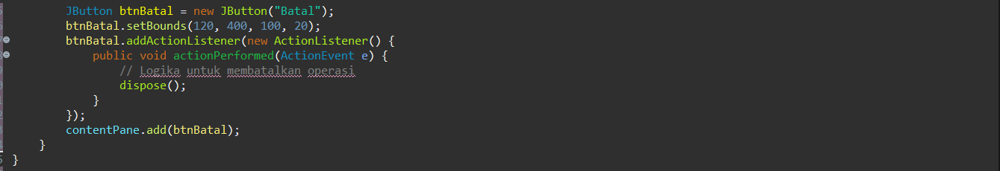 JButton btnBatal = new JButton("Batal");
btnBatal.setBounds(120, 400, 100, 20);
btnBatal.addActionListener(new ActionListener() {
public void actionPerformed(ActionEvent e) {
// Logika untuk membatalkan operasi
dispose();
}
});
contentPane.add(btnBatal);
}
}